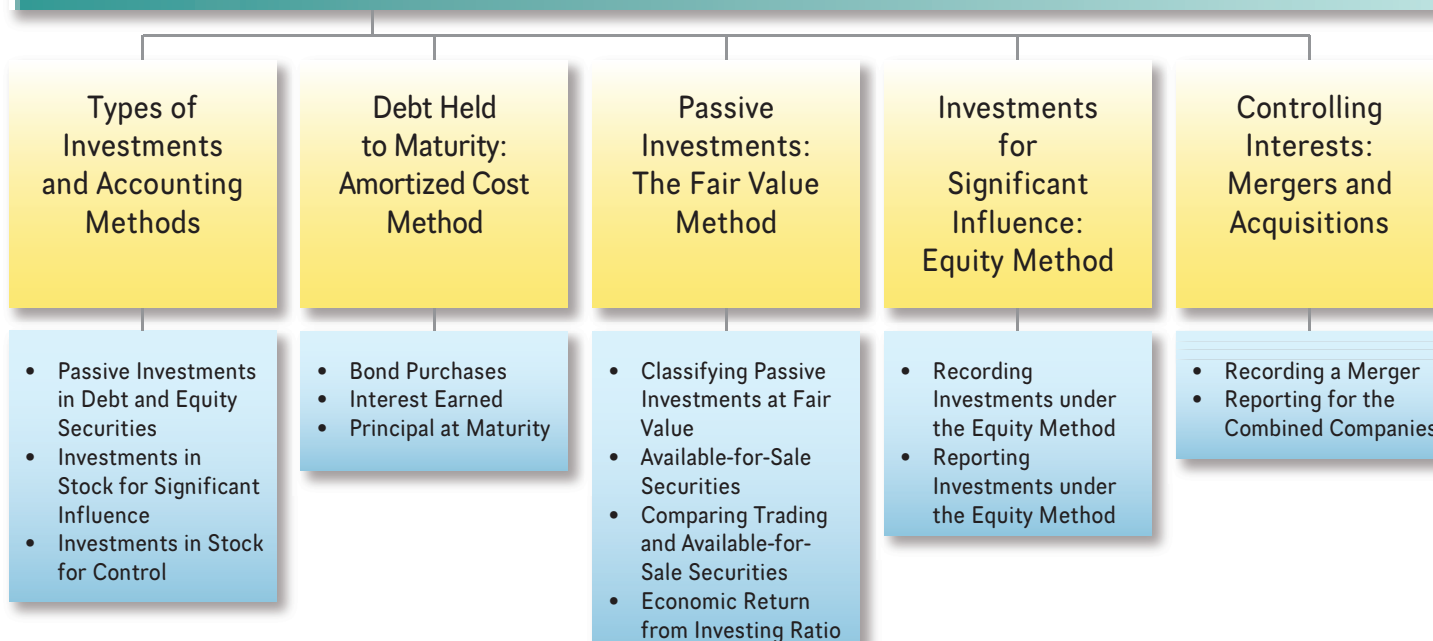 Types of
Investments
and Accounting
Methods
• Passive Investments
in Debt and Equity
Securities
• Investments in
Stock for Significant
Influence
• Investments in Stock
for Control
Debt Held
to Maturity:
Amortized Cost
Method
• Bond Purchases
• Interest Earned
• Principal at Maturity
Passive
Investments:
The Fair Value
Method
• Classifying Passive
Investments at Fair
Value
• Available-for-Sale
Securities
• Comparing Trading
and Available-for-
Sale Securities
• Economic Return
from Investing Ratio
Investments
for
Significant
Influence:
Equity Method
• Recording
Investments under
the Equity Method
• Reporting
Investments under
the Equity Method
Controlling
Interests:
Mergers and
Acquisitions
• Recording a Merger
• Reporting for the
Combined Companies